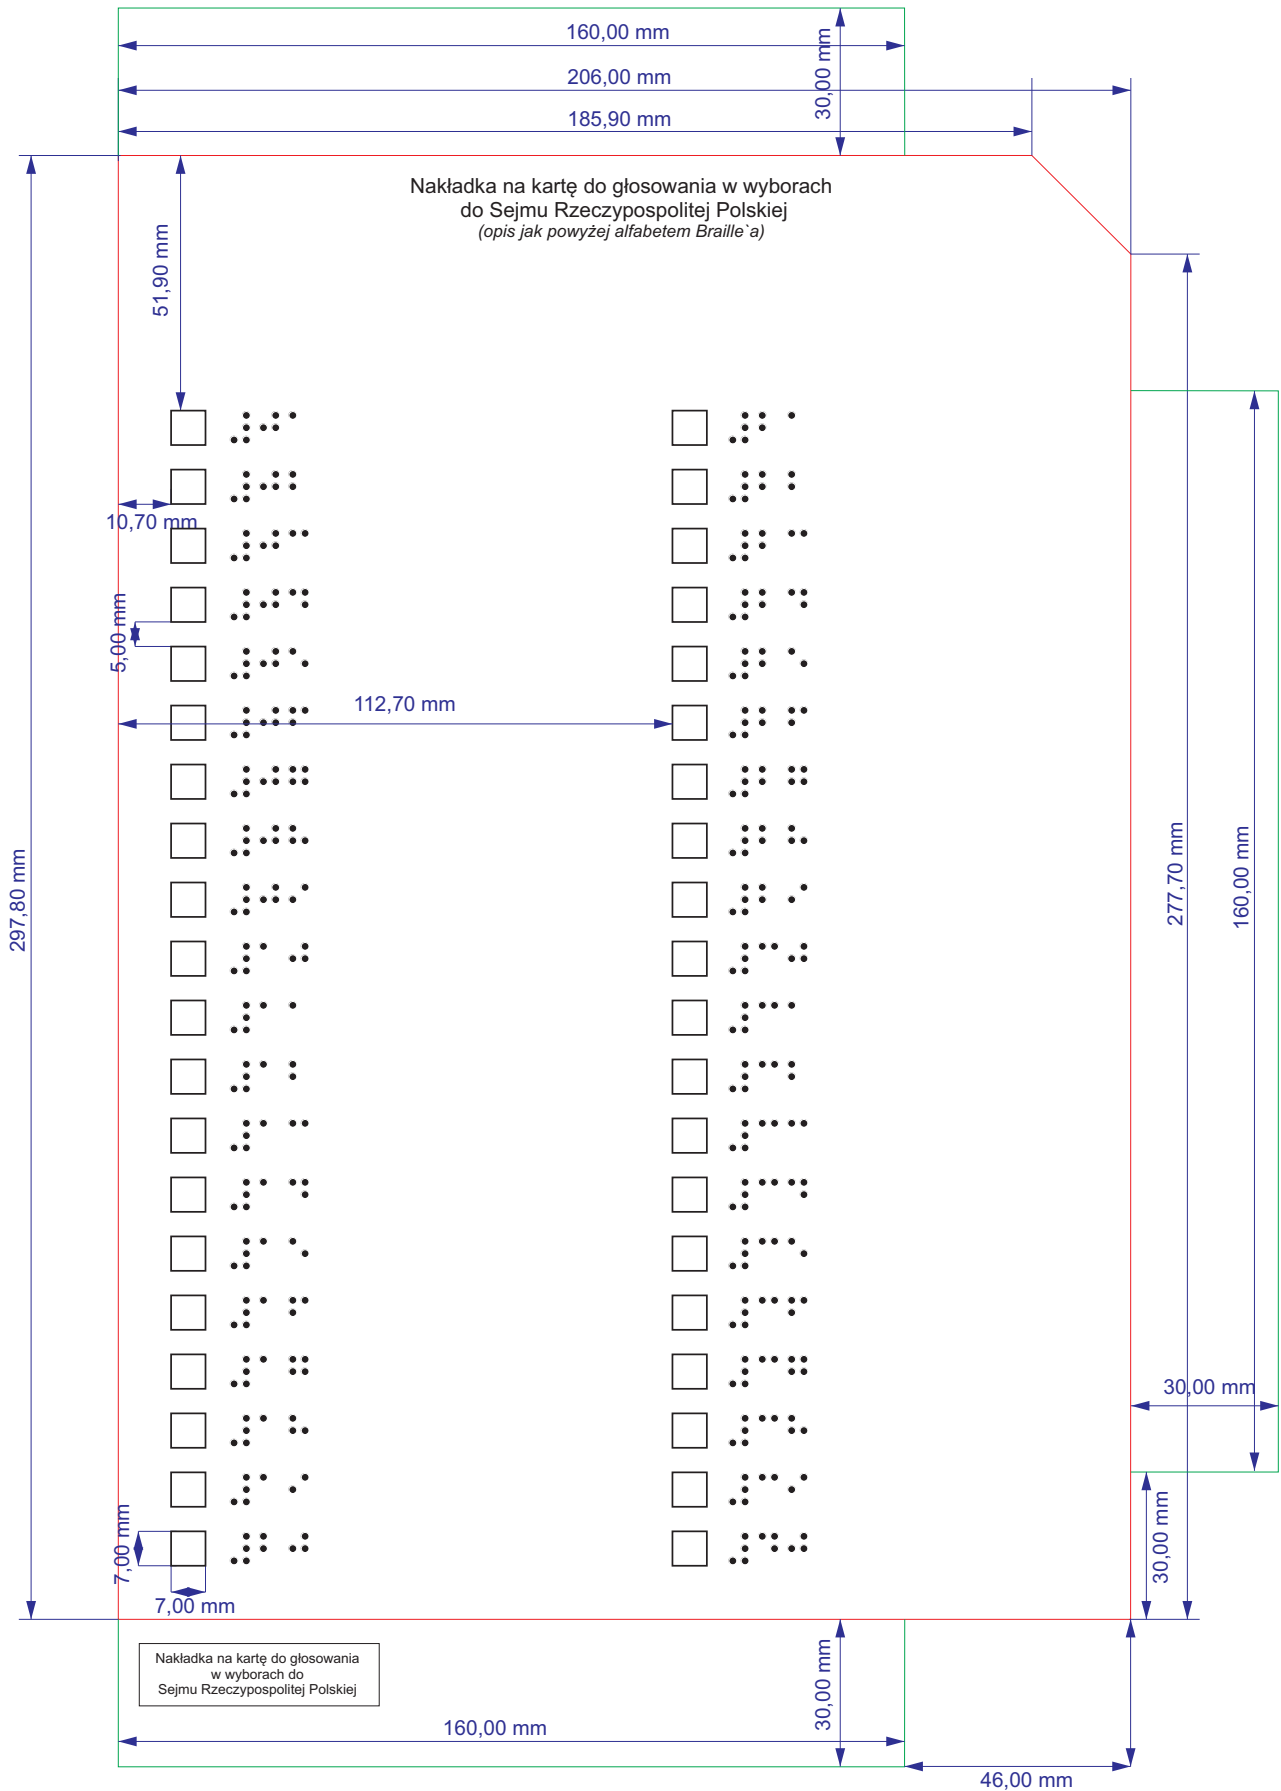 160,00 mm
206,00 mm
30,00 mm
185,90 mm
Nakładka na kartę do głosowania w wyborach
do Sejmu Rzeczypospolitej Polskiej
(opis jak powyżej alfabetem Braille`a)
51,90 mm
⠼⠚⠁ ⠼⠃⠁
⠼⠚⠃ ⠼⠃⠃
10,70 mm
⠼⠚⠉ ⠼⠃⠉
⠼⠚⠙ ⠼⠃⠙
5,00 mm
⠼⠚⠑ ⠼⠃⠑
112,70 mm
⠼⠚⠋ ⠼⠃⠋
⠼⠚⠛ ⠼⠃⠛
⠼⠚⠓ ⠼⠃⠓
297,80 mm
277,70 mm
160,00 mm
⠼⠚⠊ ⠼⠃⠊
⠼⠁⠚ ⠼⠉⠚
⠼⠁⠁ ⠼⠉⠁
⠼⠁⠃ ⠼⠉⠃
⠼⠁⠉ ⠼⠉⠉
⠼⠁⠙ ⠼⠉⠙
⠼⠁⠑ ⠼⠉⠑
⠼⠁⠋ ⠼⠉⠋
⠼⠁⠛ ⠼⠉⠛
30,00 mm
⠼⠁⠓ ⠼⠉⠓
⠼⠁⠊ ⠼⠉⠊
⠼⠃⠚ ⠼⠙⠚
7,00 mm
30,00 mm
7,00 mm
Nakładka na kartę do głosowania
w wyborach do
Sejmu Rzeczypospolitej Polskiej
30,00 mm
160,00 mm
46,00 mm